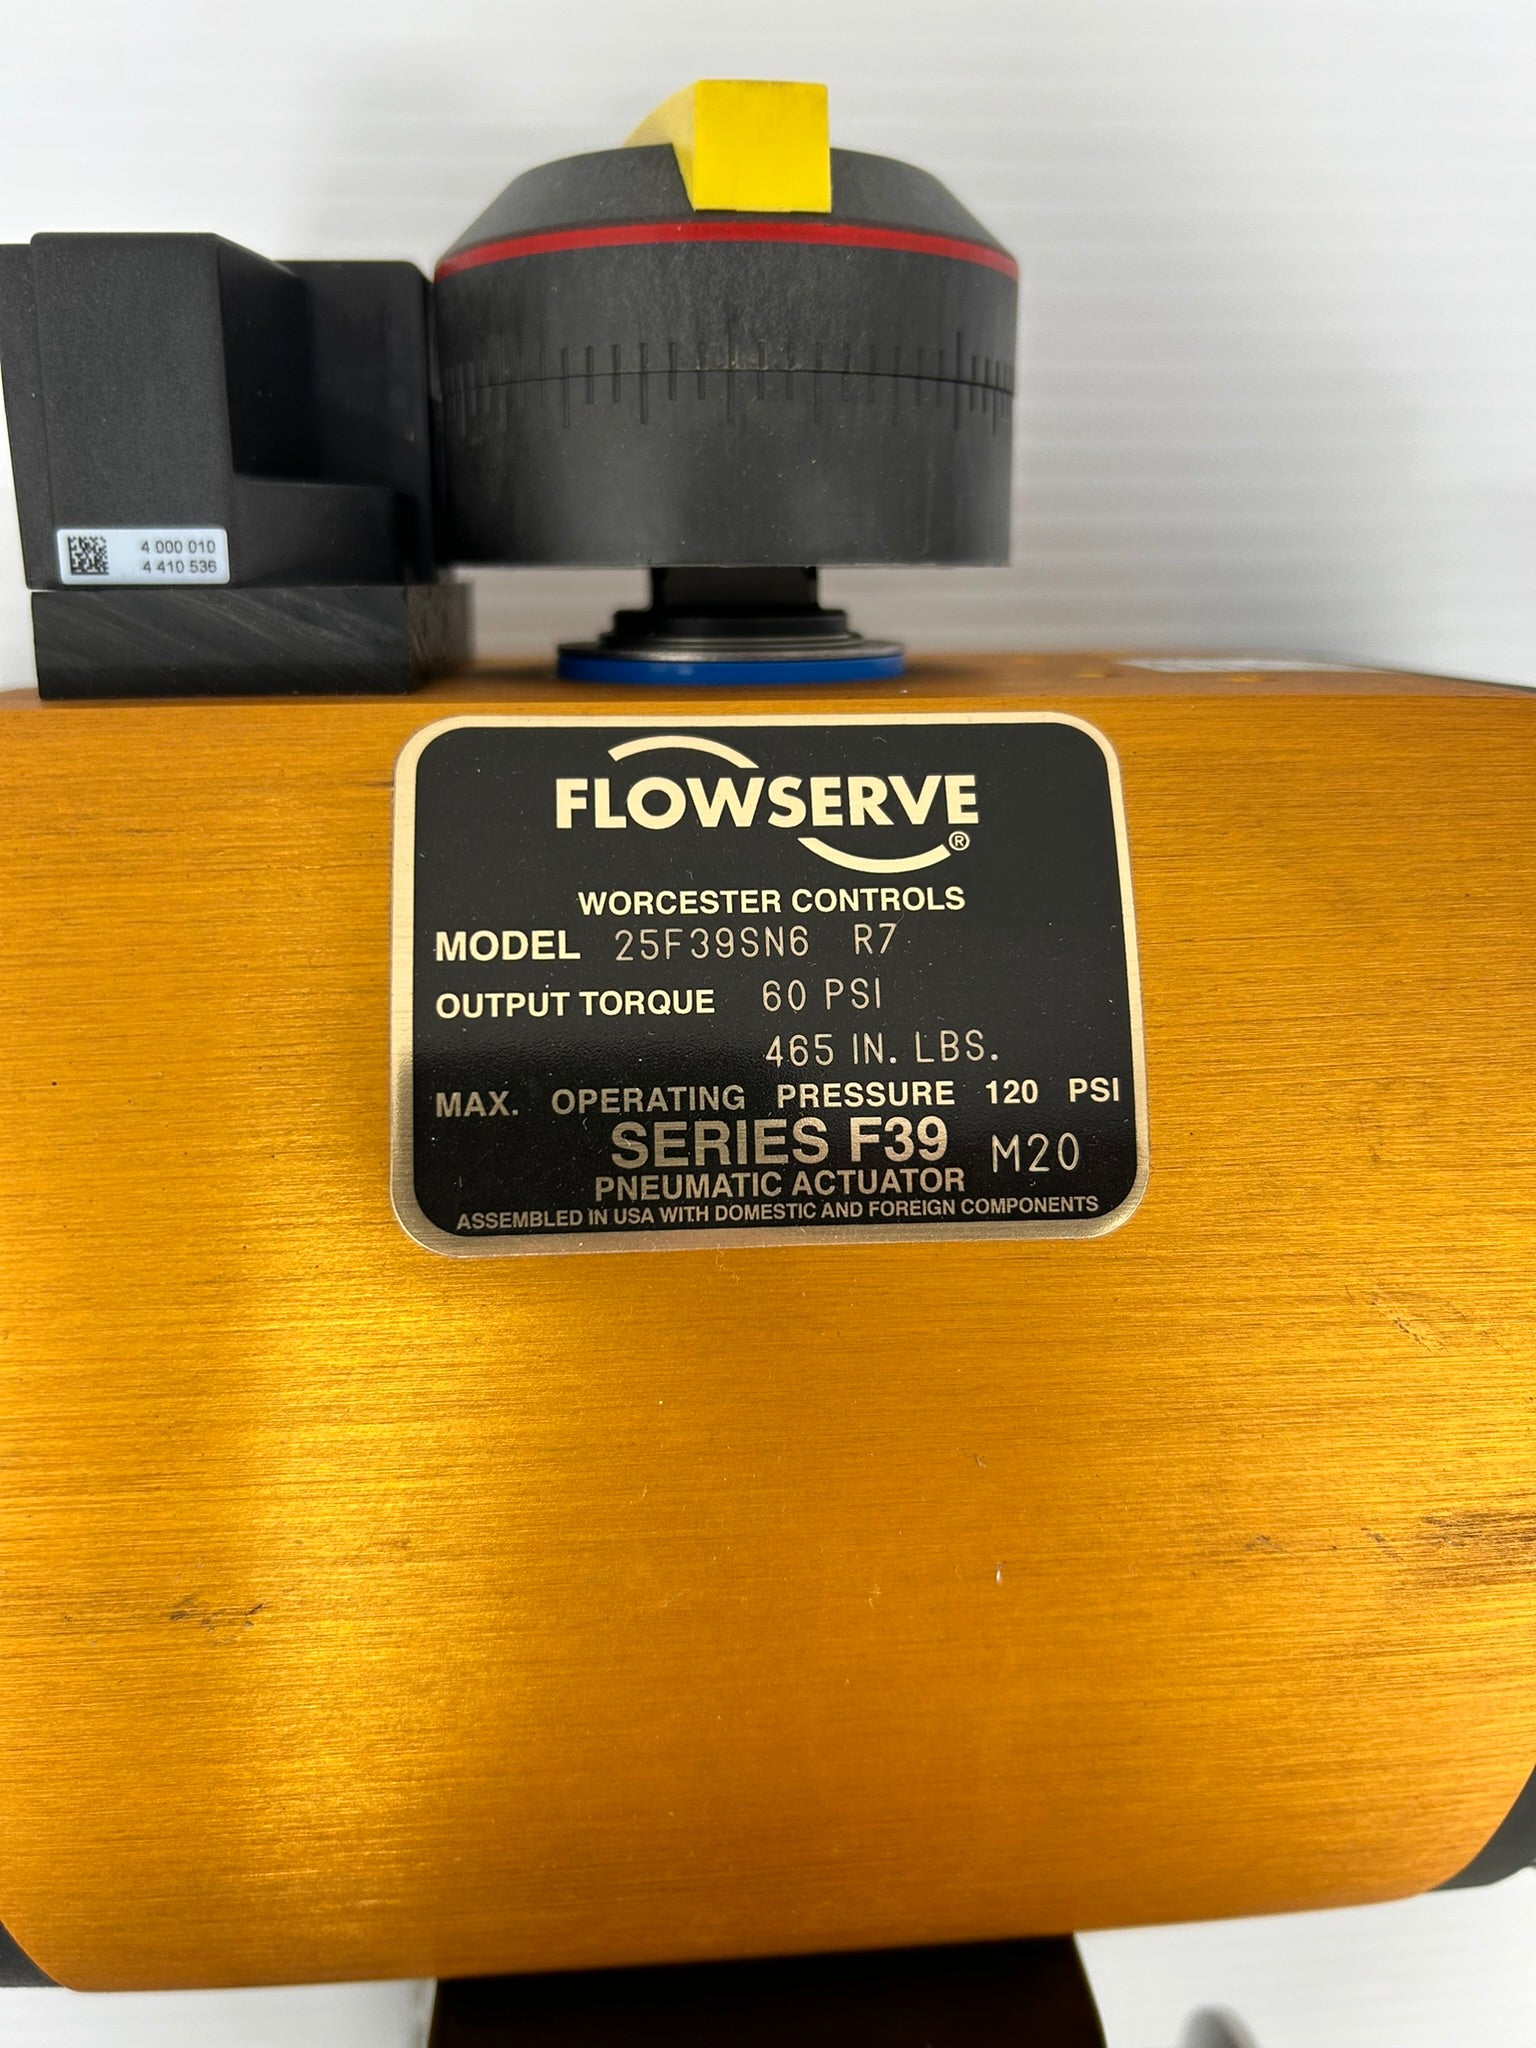 4 000 010
4 410 536
FLOWSERVE®
WORCESTER CONTROLS
MODEL 25F39SN6 R7
OUTPUT TORQUE 60 PSI
465 IN. LBS.
MAX. OPERATING PRESSURE 120 PSI
SERIES F39 M20
PNEUMATIC ACTUATOR
ASSEMBLED IN USA WITH DOMESTIC AND FOREIGN COMPONENTS